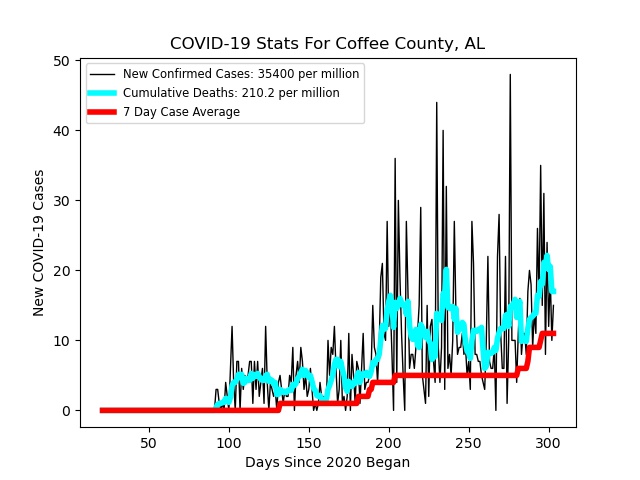 COVID-19 Stats For Coffee County, AL
New Confirmed Cases: 35400 per million
Cumulative Deaths: 210.2 per million
7 Day Case Average
New COVID-19 Cases
50
40
30
20
10
0
50 100 150 200 250 300
Days Since 2020 Began